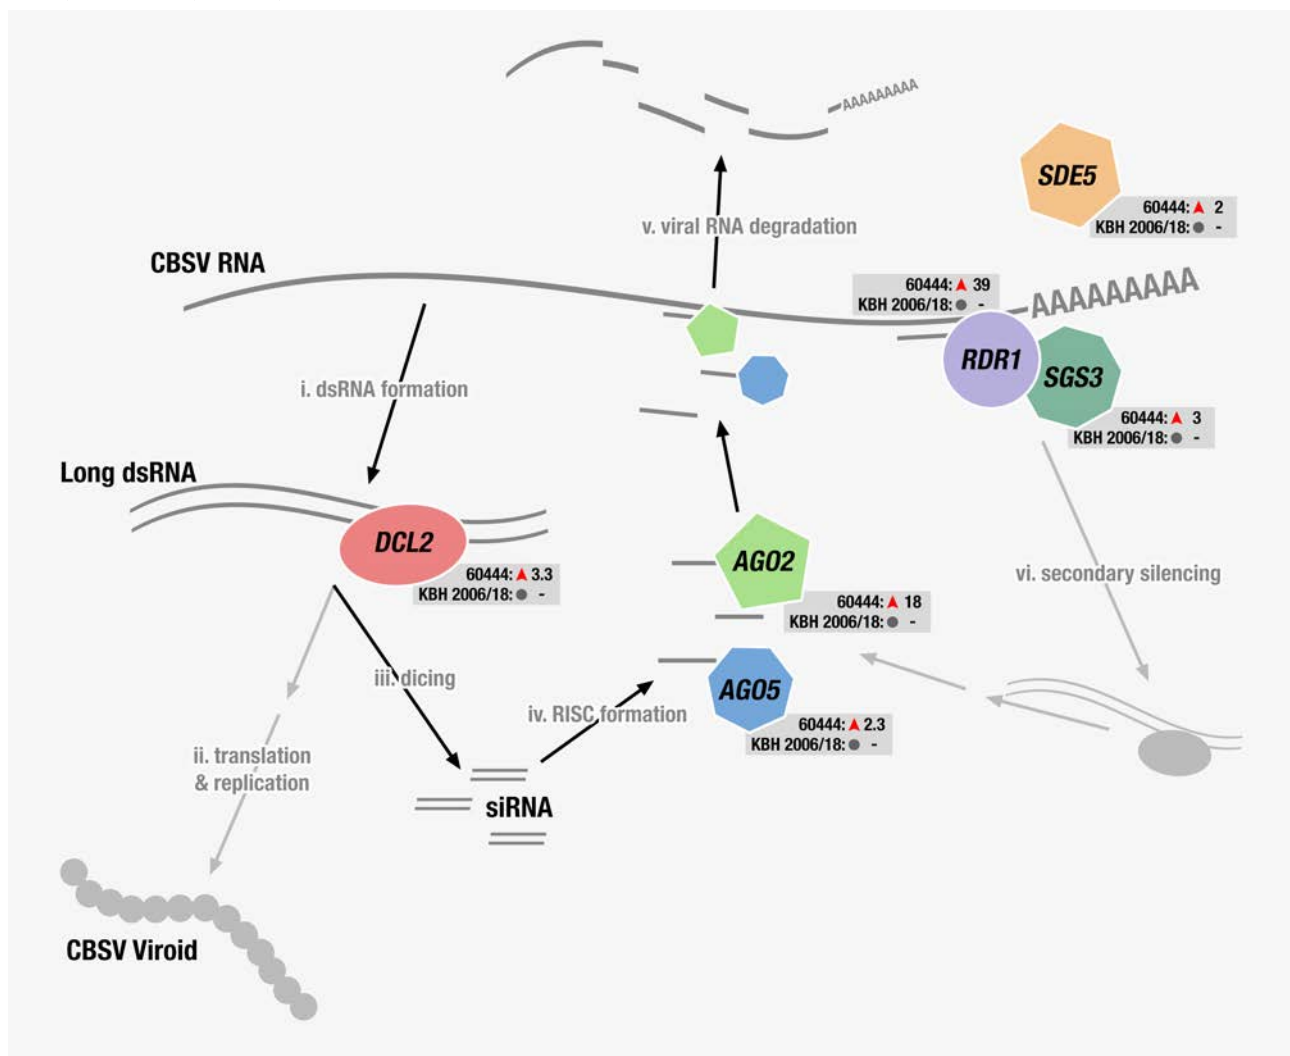 AAAAAAAAA
SDE5
60444: 2
KBH 2006/18: -
v. viral RNA degradation
CBSV RNA
60444: 39
KBH 2006/18: -
AAAAAAAAA
RDR1
SGS3
i. dsRNA formation
60444: 3
KBH 2006/18: -
Long dsRNA
DCL2
60444: 3.3
KBH 2006/18: -
AGO2
60444: 18
KBH 2006/18: -
vi. secondary silencing
iii. dicing
AGO5
iv. RISC formation
60444: 2.3
KBH 2006/18: -
ii. translation
& replication
siRNA
CBSV Viroid